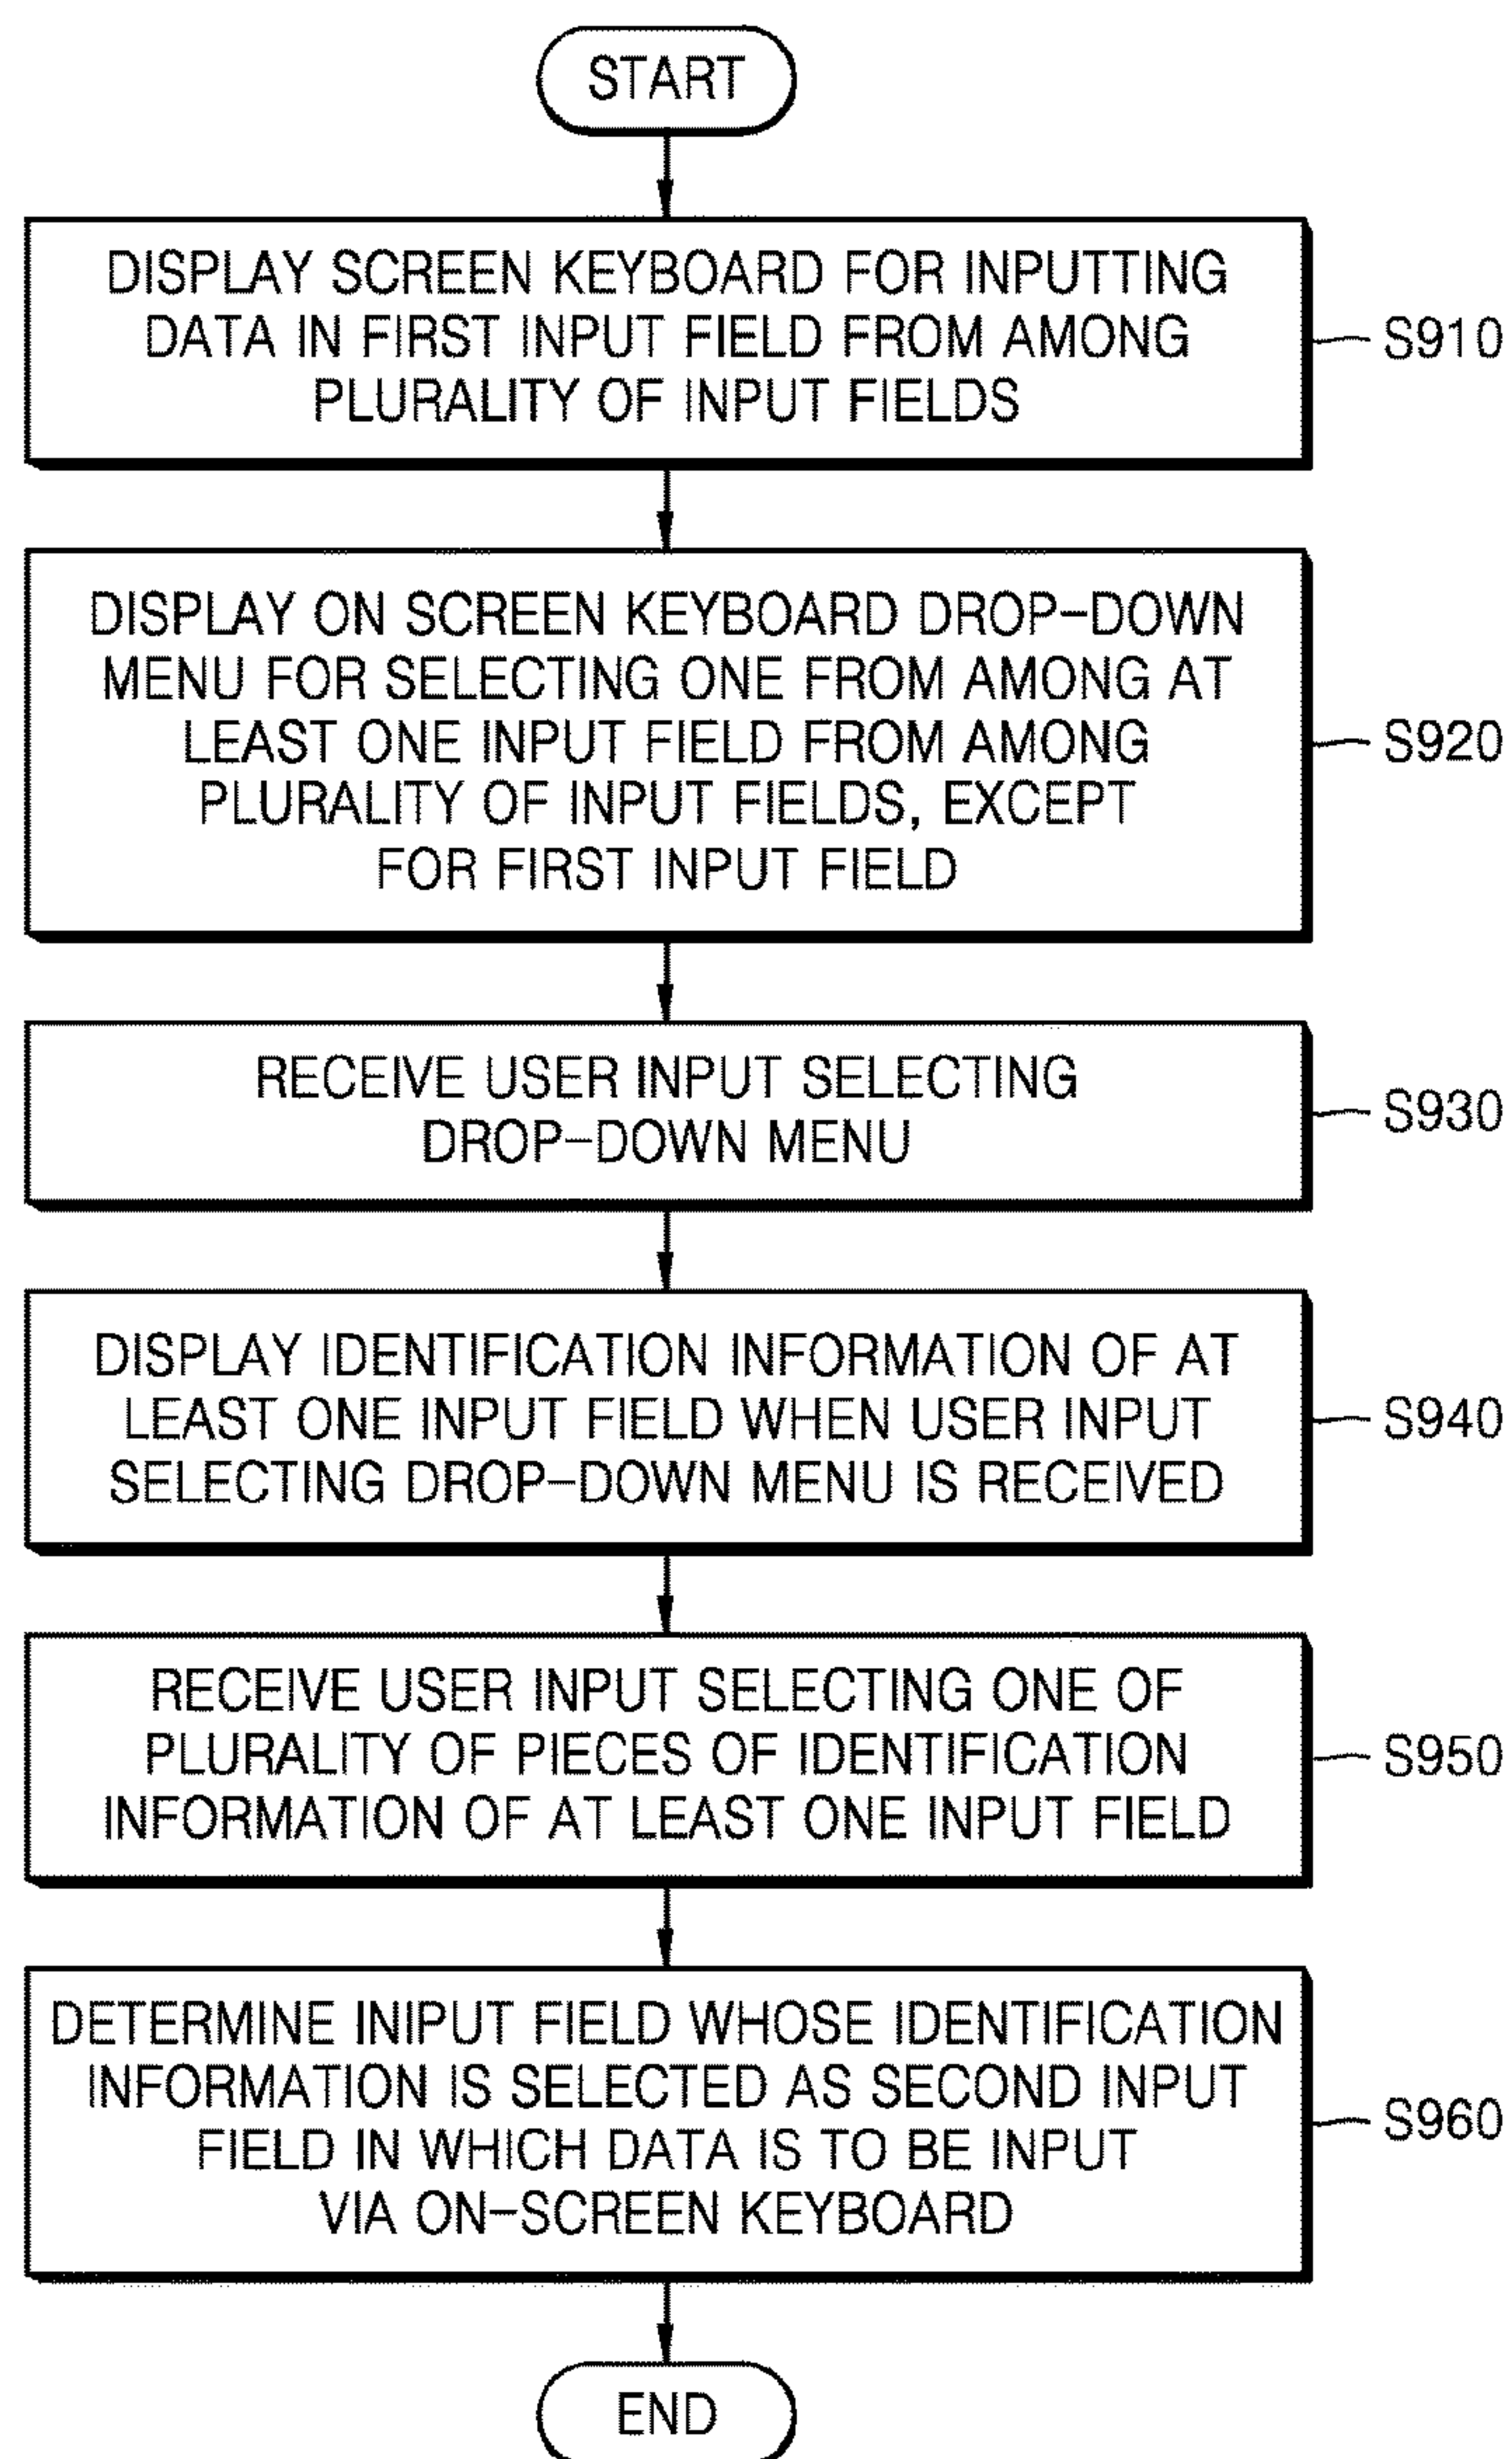 START
DISPLAY SCREEN KEYBOARD FOR INPUTTING
DATA IN FIRST INPUT FIELD FROM AMONG
PLURALITY OF INPUT FIELDS
S910
DISPLAY ON SCREEN KEYBOARD DROP-DOWN
MENU FOR SELECTING ONE FROM AMONG AT
LEAST ONE INPUT FIELD FROM AMONG
PLURALITY OF INPUT FIELDS, EXCEPT
FOR FIRST INPUT FIELD
S920
RECEIVE USER INPUT SELECTING
DROP-DOWN MENU
S930
DISPLAY IDENTIFICATION INFORMATION OF AT
LEAST ONE INPUT FIELD WHEN USER INPUT
SELECTING DROP-DOWN MENU IS RECEIVED
S940
RECEIVE USER INPUT SELECTING ONE OF
PLURALITY OF PIECES OF IDENTIFICATION
INFORMATION OF AT LEAST ONE INPUT FIELD
S950
DETERMINE INIPUT FIELD WHOSE IDENTIFICATION
INFORMATION IS SELECTED AS SECOND INPUT
FIELD IN WHICH DATA IS TO BE INPUT
VIA ON-SCREEN KEYBOARD
S960
END